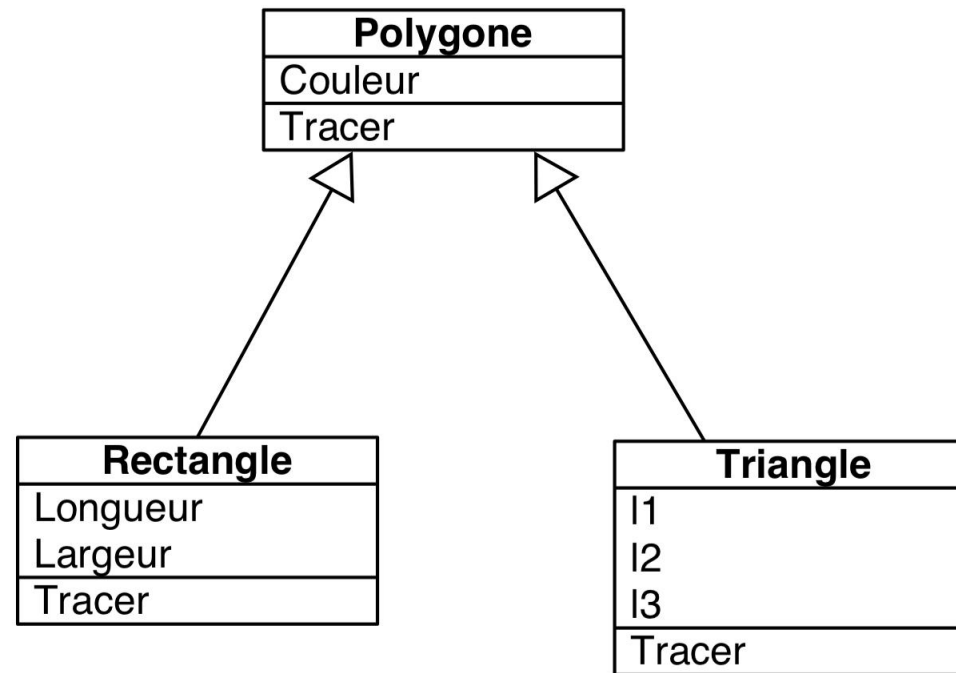 Polygone
Couleur
Tracer
Rectangle
Longueur
Largeur
Tracer
Triangle
l1
l2
l3
Tracer